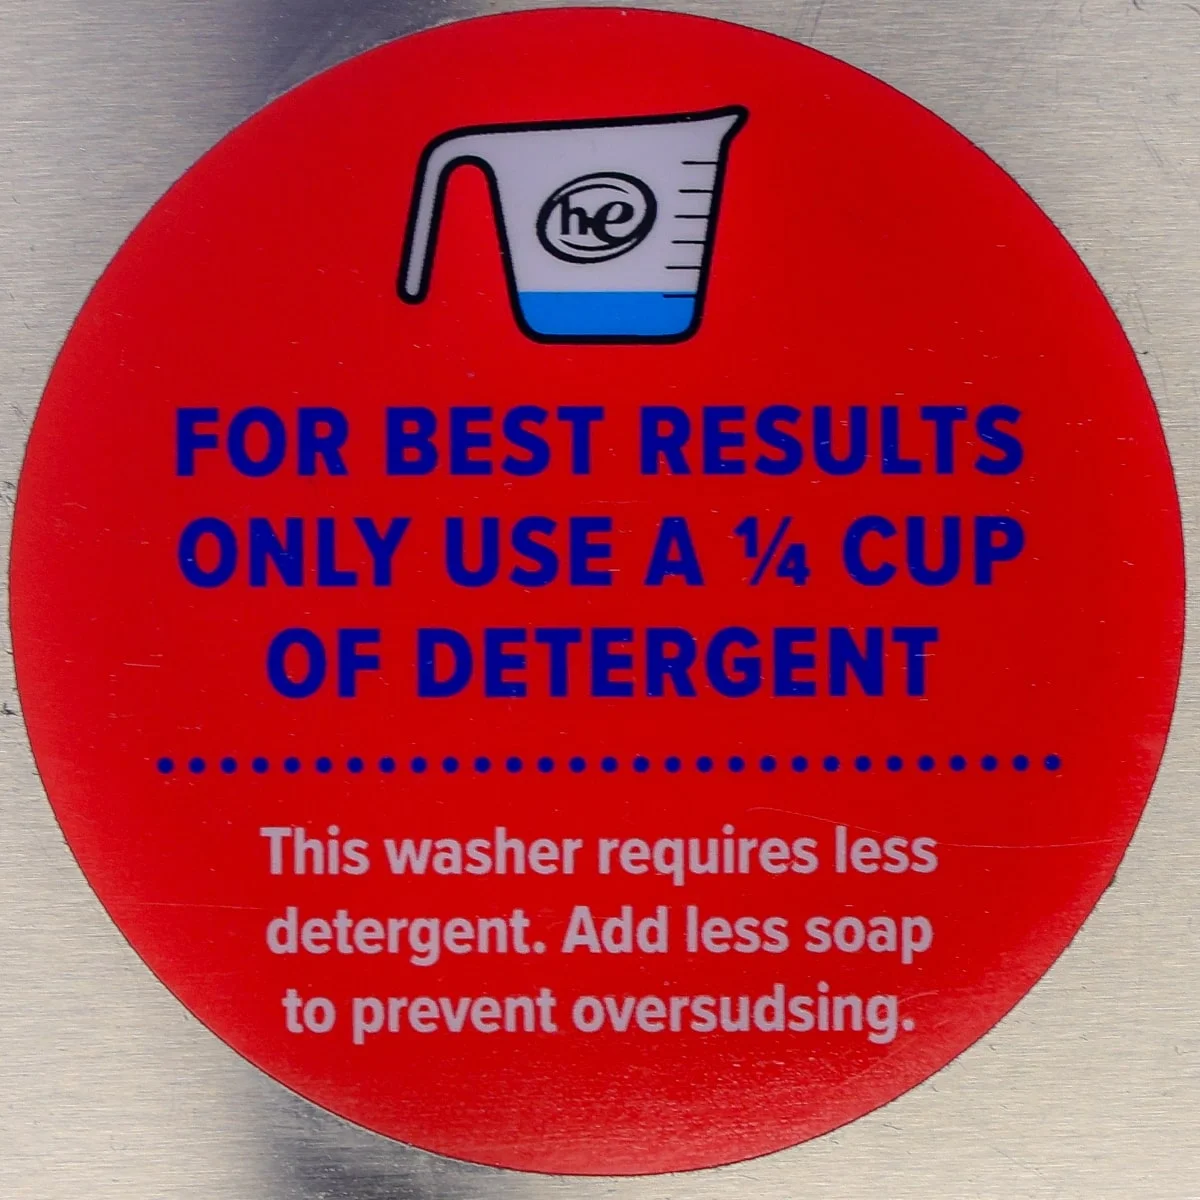 he
FOR BEST RESULTS
ONLY USE A ¼ CUP
OF DETERGENT
This washer requires less
detergent. Add less soap
to prevent oversudsing.